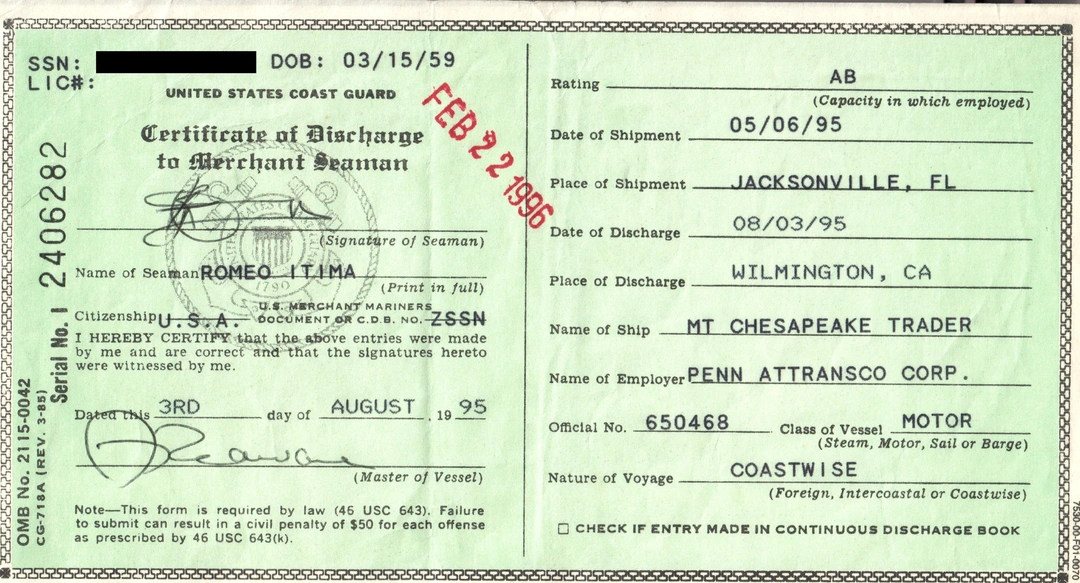 SSN: DOB: 03/15/59
LIC#:
UNITED STATES COAST GUARD
Certificate of Discharge
to Merchant Seaman
FEB 22 1996
(Signature of Seaman)
Name of Seaman ROMEO ITIMA
(Print in full)
Citizenship U.S.A. U.S. MERCHANT MARINERS DOCUMENT OR C.D.B. NO. ZSSN
I HEREBY CERTIFY that the above entries were made
by me and are correct and that the signatures hereto
were witnessed by me.
Dated this 3RD day of AUGUST, 19 95
(Master of Vessel)
Note—This form is required by law (46 USC 643). Failure
to submit can result in a civil penalty of $50 for each offense
as prescribed by 46 USC 643(k).
Serial No. I 2406282
OMB No. 2115-0042
CG-718A (REV. 3-85)
1790
Rating AB
(Capacity in which employed)
Date of Shipment 05/06/95
Place of Shipment JACKSONVILLE, FL
Date of Discharge 08/03/95
Place of Discharge WILMINGTON, CA
Name of Ship MT CHESAPEAKE TRADER
Name of Employer PENN ATTRANSCO CORP.
Official No. 650468 Class of Vessel MOTOR
(Steam, Motor, Sail or Barge)
Nature of Voyage COASTWISE
(Foreign, Intercoastal or Coastwise)
☐ CHECK IF ENTRY MADE IN CONTINUOUS DISCHARGE BOOK